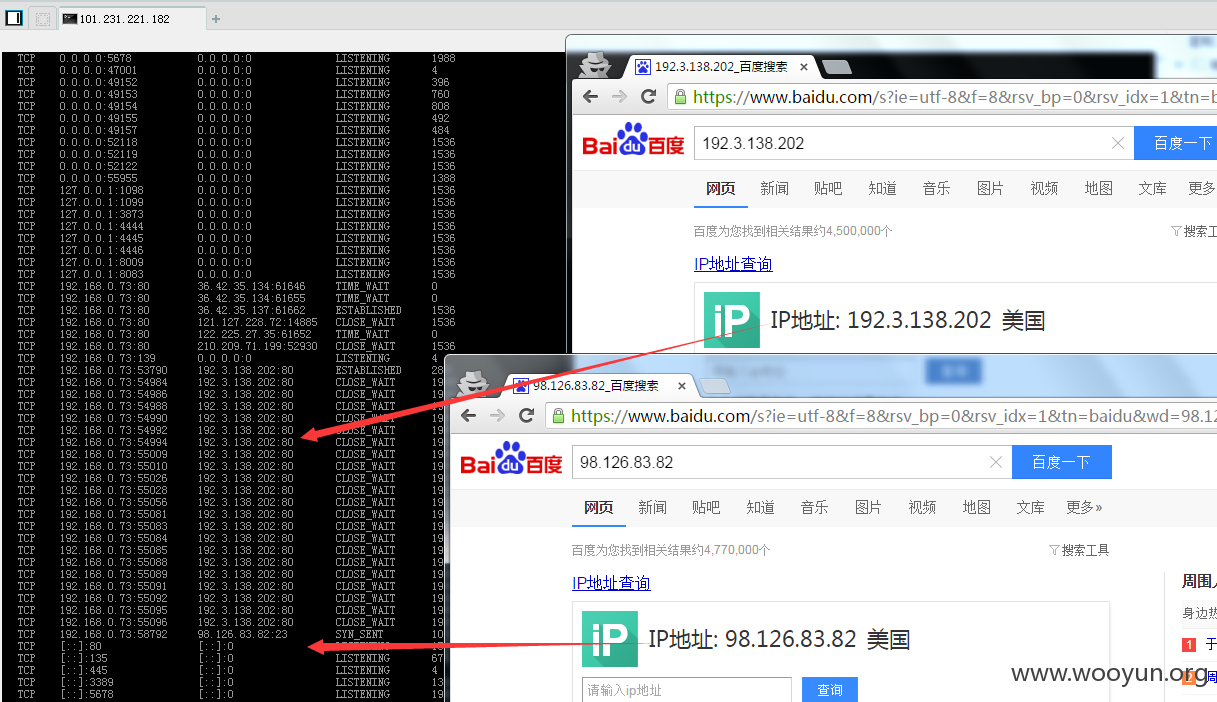 101.231.221.182
TCP 0.0.0.0:5678 0.0.0.0:0 LISTENING 1988
TCP 0.0.0.0:47001 0.0.0.0:0 LISTENING 4
TCP 0.0.0.0:49152 0.0.0.0:0 LISTENING 396
TCP 0.0.0.0:49153 0.0.0.0:0 LISTENING 760
TCP 0.0.0.0:49154 0.0.0.0:0 LISTENING 808
TCP 0.0.0.0:49155 0.0.0.0:0 LISTENING 492
TCP 0.0.0.0:49157 0.0.0.0:0 LISTENING 484
TCP 0.0.0.0:52118 0.0.0.0:0 LISTENING 1536
TCP 0.0.0.0:52119 0.0.0.0:0 LISTENING 1536
TCP 0.0.0.0:52122 0.0.0.0:0 LISTENING 1536
TCP 0.0.0.0:55955 0.0.0.0:0 LISTENING 1388
TCP 127.0.0.1:1098 0.0.0.0:0 LISTENING 1536
TCP 127.0.0.1:1099 0.0.0.0:0 LISTENING 1536
TCP 127.0.0.1:3873 0.0.0.0:0 LISTENING 1536
TCP 127.0.0.1:4444 0.0.0.0:0 LISTENING 1536
TCP 127.0.0.1:4445 0.0.0.0:0 LISTENING 1536
TCP 127.0.0.1:4446 0.0.0.0:0 LISTENING 1536
TCP 127.0.0.1:8009 0.0.0.0:0 LISTENING 1536
TCP 127.0.0.1:8083 0.0.0.0:0 LISTENING 1536
TCP 192.168.0.73:80 36.42.35.134:61646 TIME_WAIT 0
TCP 192.168.0.73:80 36.42.35.134:61655 TIME_WAIT 0
TCP 192.168.0.73:80 36.42.35.137:61662 ESTABLISHED 1536
TCP 192.168.0.73:80 121.127.228.72:14885 CLOSE_WAIT 1536
TCP 192.168.0.73:80 122.225.27.35:61652 TIME_WAIT 0
TCP 192.168.0.73:80 210.209.71.199:52930 CLOSE_WAIT 1536
TCP 192.168.0.73:139 0.0.0.0:0 LISTENING 4
TCP 192.168.0.73:53790 192.3.138.202:80 ESTABLISHED 28
TCP 192.168.0.73:54984 192.3.138.202:80 CLOSE_WAIT 19
TCP 192.168.0.73:54986 192.3.138.202:80 CLOSE_WAIT 19
TCP 192.168.0.73:54988 192.3.138.202:80 CLOSE_WAIT 19
TCP 192.168.0.73:54990 192.3.138.202:80 CLOSE_WAIT 19
TCP 192.168.0.73:54992 192.3.138.202:80 CLOSE_WAIT 19
TCP 192.168.0.73:54994 192.3.138.202:80 CLOSE_WAIT 19
TCP 192.168.0.73:55009 192.3.138.202:80 CLOSE_WAIT 19
TCP 192.168.0.73:55010 192.3.138.202:80 CLOSE_WAIT 19
TCP 192.168.0.73:55026 192.3.138.202:80 CLOSE_WAIT 19
TCP 192.168.0.73:55028 192.3.138.202:80 CLOSE_WAIT 19
TCP 192.168.0.73:55056 192.3.138.202:80 CLOSE_WAIT 19
TCP 192.168.0.73:55081 192.3.138.202:80 CLOSE_WAIT 19
TCP 192.168.0.73:55083 192.3.138.202:80 CLOSE_WAIT 19
TCP 192.168.0.73:55084 192.3.138.202:80 CLOSE_WAIT 19
TCP 192.168.0.73:55085 192.3.138.202:80 CLOSE_WAIT 19
TCP 192.168.0.73:55088 192.3.138.202:80 CLOSE_WAIT 19
TCP 192.168.0.73:55089 192.3.138.202:80 CLOSE_WAIT 19
TCP 192.168.0.73:55091 192.3.138.202:80 CLOSE_WAIT 19
TCP 192.168.0.73:55092 192.3.138.202:80 CLOSE_WAIT 19
TCP 192.168.0.73:55095 192.3.138.202:80 CLOSE_WAIT 19
TCP 192.168.0.73:55096 192.3.138.202:80 CLOSE_WAIT 19
TCP 192.168.0.73:58792 98.126.83.82:23 SYN_SENT 10
TCP [::]:80 [::]:0
TCP [::]:135 [::]:0 LISTENING 67
TCP [::]:445 [::]:0 LISTENING 4
TCP [::]:3389 [::]:0 LISTENING 13
TCP [::]:5678 [::]:0 LISTENING 19
192.3.138.202_百度搜索
https://www.baidu.com/s?ie=utf-8&f=8&rsv_bp=0&rsv_idx=1&tn=b
Bai du 百度
192.3.138.202
百度一下
网页 新闻 贴吧 知道 音乐 图片 视频 地图 文库 更多
百度为您找到相关结果约4,500,000个
搜索工
IP地址查询
iP
IP地址: 192.3.138.202 美国
98.126.83.82_百度搜索
https://www.baidu.com/s?ie=utf-8&f=8&rsv_bp=0&rsv_idx=1&tn=baidu&wd=98.12
Bai du 百度
98.126.83.82
百度一下
网页 新闻 贴吧 知道 音乐 图片 视频 地图 文库 更多»
百度为您找到相关结果约4,770,000个
搜索工具
IP地址查询
iP
IP地址: 98.126.83.82 美国
请输入ip地址
查询
周围
身边热
1
www.wooyun.org